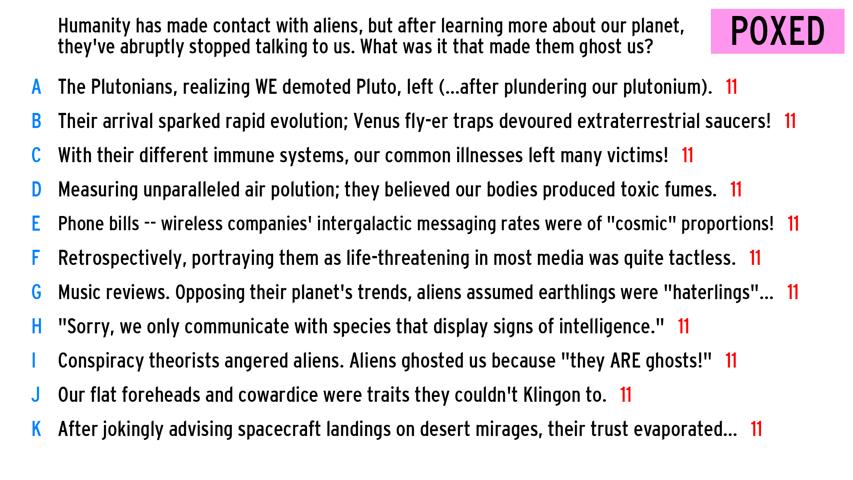 Humanity has made contact with aliens, but after learning more about our planet,
they've abruptly stopped talking to us. What was it that made them ghost us?
POXED
A The Plutonians, realizing WE demoted Pluto, left (...after plundering our plutonium). 11
B Their arrival sparked rapid evolution; Venus fly-er traps devoured extraterrestrial saucers! 11
C With their different immune systems, our common illnesses left many victims! 11
D Measuring unparalleled air polution; they believed our bodies produced toxic fumes. 11
E Phone bills -- wireless companies' intergalactic messaging rates were of "cosmic" proportions! 11
F Retrospectively, portraying them as life-threatening in most media was quite tactless. 11
G Music reviews. Opposing their planet's trends, aliens assumed earthlings were "haterlings"... 11
H "Sorry, we only communicate with species that display signs of intelligence." 11
I Conspiracy theorists angered aliens. Aliens ghosted us because "they ARE ghosts!" 11
J Our flat foreheads and cowardice were traits they couldn't Klingon to. 11
K After jokingly advising spacecraft landings on desert mirages, their trust evaporated... 11